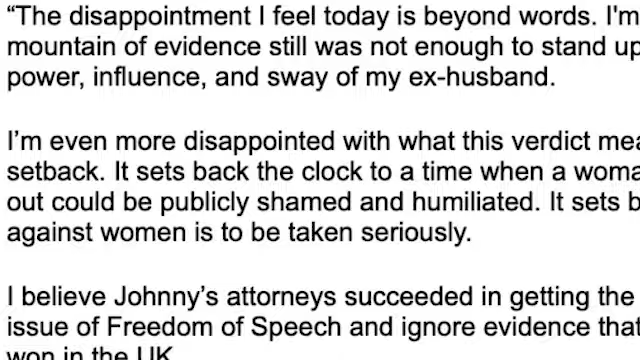 “The disappointment I feel today is beyond words. I'm
mountain of evidence still was not enough to stand up
power, influence, and sway of my ex-husband.
I’m even more disappointed with what this verdict mea
setback. It sets back the clock to a time when a woma
out could be publicly shamed and humiliated. It sets b
against women is to be taken seriously.
I believe Johnny’s attorneys succeeded in getting the
issue of Freedom of Speech and ignore evidence that
won in the UK